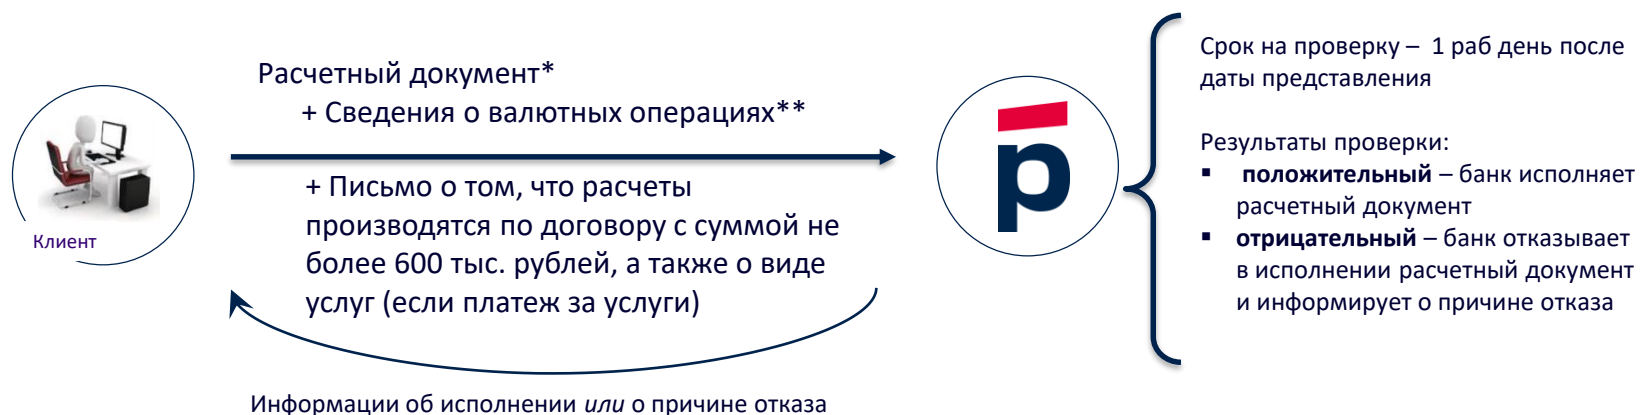 Клиент
Расчетный документ*
+ Сведения о валютных операциях**
+ Письмо о том, что расчеты
производятся по договору с суммой не
более 600 тыс. рублей, а также о виде
услуг (если платеж за услуги)
Информации об исполнении или о причине отказа
р
Срок на проверку – 1 раб день после
даты представления
Результаты проверки:
▪ положительный – банк исполняет
расчетный документ
▪ отрицательный – банк отказывает
в исполнении расчетный документ
и информирует о причине отказа